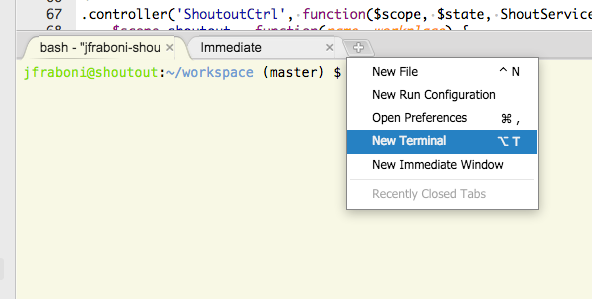 67 .controller('ShoutoutCtrl', function($scope, $state, ShoutService
68
bash - "jfraboni-shou × Immediate ×
jfraboni@shoutout:~/workspace (master) $
New File ^ N
New Run Configuration
Open Preferences ⌘ ,
New Terminal ⌥ T
New Immediate Window
Recently Closed Tabs